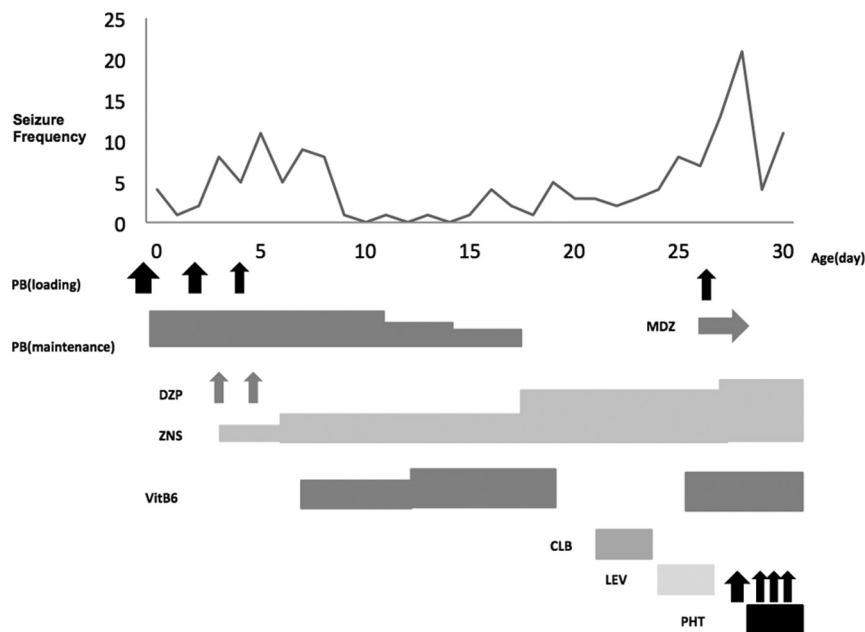 25
20
Seizure
Frequency
15
10
5
0
0 5 10 15 20 25 30 Age(day)
PB(loading)
MDZ
PB(maintenance)
DZP
ZNS
VitB6
CLB
LEV
PHT